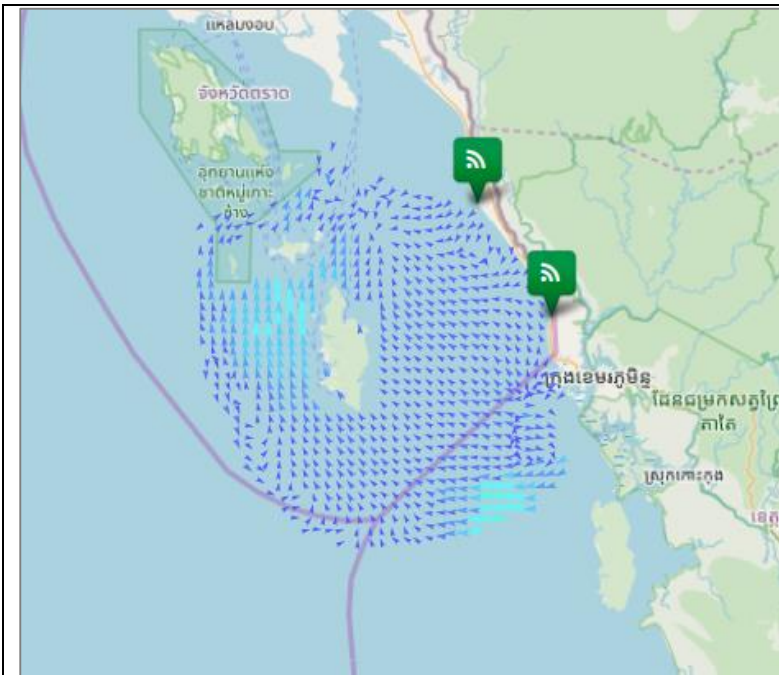 แหลมงอบ
จังหวัดตราด
อุทยานแห่ง
ชาติหมู่เกาะ
ช้าง
ក្រុងខេមរភូមិន្ទ
ដែនជម្រកសត្វព្រៃ
តាតៃ
ស្រុកកោះកុង